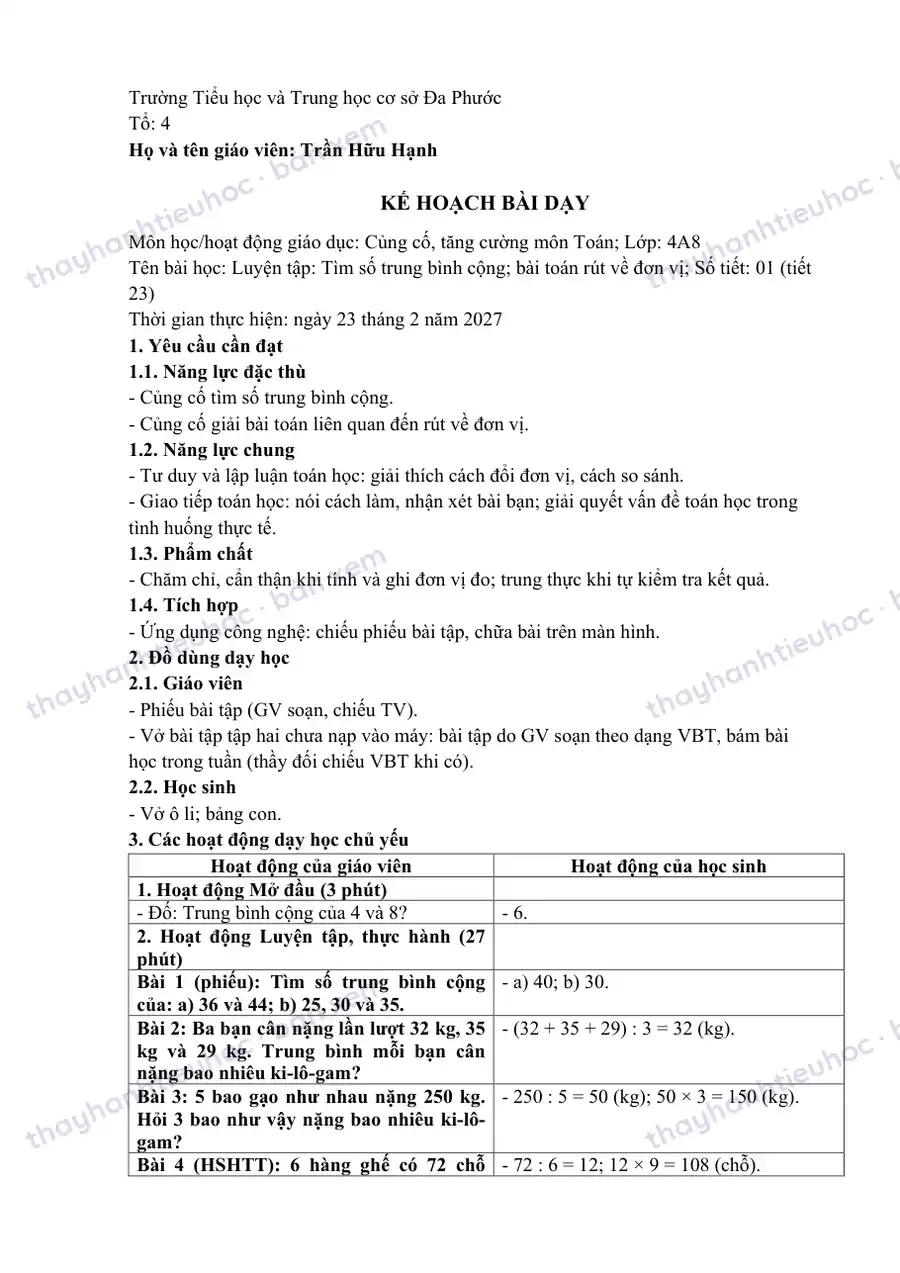 Trường Tiểu học và Trung học cơ sở Đa Phước
Tổ: 4
Họ và tên giáo viên: Trần Hữu Hạnh
KẾ HOẠCH BÀI DẠY
Môn học/hoạt động giáo dục: Củng cố, tăng cường môn Toán; Lớp: 4A8
Tên bài học: Luyện tập: Tìm số trung bình cộng; bài toán rút về đơn vị; Số tiết: 01 (tiết
23)
Thời gian thực hiện: ngày 23 tháng 2 năm 2027
1. Yêu cầu cần đạt
1.1. Năng lực đặc thù
- Củng cố tìm số trung bình cộng.
- Củng cố giải bài toán liên quan đến rút về đơn vị.
1.2. Năng lực chung
- Tư duy và lập luận toán học: giải thích cách đổi đơn vị, cách so sánh.
- Giao tiếp toán học: nói cách làm, nhận xét bài bạn; giải quyết vấn đề toán học trong
tình huống thực tế.
1.3. Phẩm chất
- Chăm chỉ, cẩn thận khi tính và ghi đơn vị đo; trung thực khi tự kiểm tra kết quả.
1.4. Tích hợp
- Ứng dụng công nghệ: chiếu phiếu bài tập, chữa bài trên màn hình.
2. Đồ dùng dạy học
2.1. Giáo viên
- Phiếu bài tập (GV soạn, chiếu TV).
- Vở bài tập tập hai chưa nạp vào máy: bài tập do GV soạn theo dạng VBT, bám bài
học trong tuần (thầy đối chiếu VBT khi có).
2.2. Học sinh
- Vở ô li; bảng con.
3. Các hoạt động dạy học chủ yếu
Hoạt động của giáo viên Hoạt động của học sinh
1. Hoạt động Mở đầu (3 phút)
- Đố: Trung bình cộng của 4 và 8? - 6.
2. Hoạt động Luyện tập, thực hành (27
phút)
Bài 1 (phiếu): Tìm số trung bình cộng - a) 40; b) 30.
của: a) 36 và 44; b) 25, 30 và 35.
Bài 2: Ba bạn cân nặng lần lượt 32 kg, 35 - (32 + 35 + 29) : 3 = 32 (kg).
kg và 29 kg. Trung bình mỗi bạn cân
nặng bao nhiêu ki-lô-gam?
Bài 3: 5 bao gạo như nhau nặng 250 kg. - 250 : 5 = 50 (kg); 50 × 3 = 150 (kg).
Hỏi 3 bao như vậy nặng bao nhiêu ki-lô-
gam?
Bài 4 (HSHTT): 6 hàng ghế có 72 chỗ - 72 : 6 = 12; 12 × 9 = 108 (chỗ).
thayhanhtieuhoc · bản xem
thayhanhtieuhoc · b
thayhanhtieuhoc · bản xem
thayhanhtieuhoc · b
thayhanhtieuhoc · bản xem
thayhanhtieuhoc · b